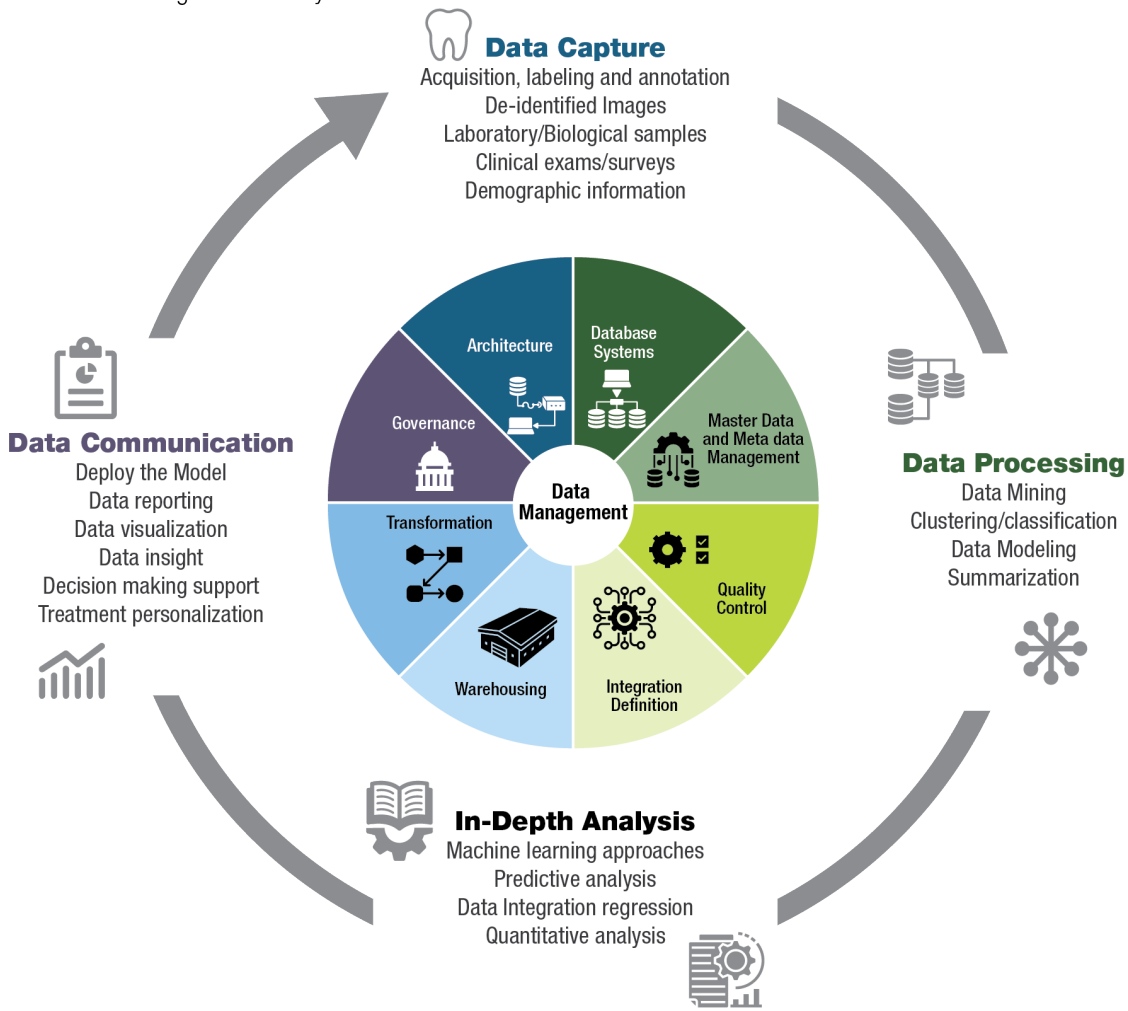 Data Capture
Acquisition, labeling and annotation
De-identified Images
Laboratory/Biological samples
Clinical exams/surveys
Demographic information
Data Processing
Data Mining
Clustering/classification
Data Modeling
Summarization
In-Depth Analysis
Machine learning approaches
Predictive analysis
Data Integration regression
Quantitative analysis
Data Communication
Deploy the Model
Data reporting
Data visualization
Data insight
Decision making support
Treatment personalization
Data
Management
Architecture
Database
Systems
Master Data
and Meta data
Management
Quality
Control
Integration
Definition
Warehousing
Transformation
Governance